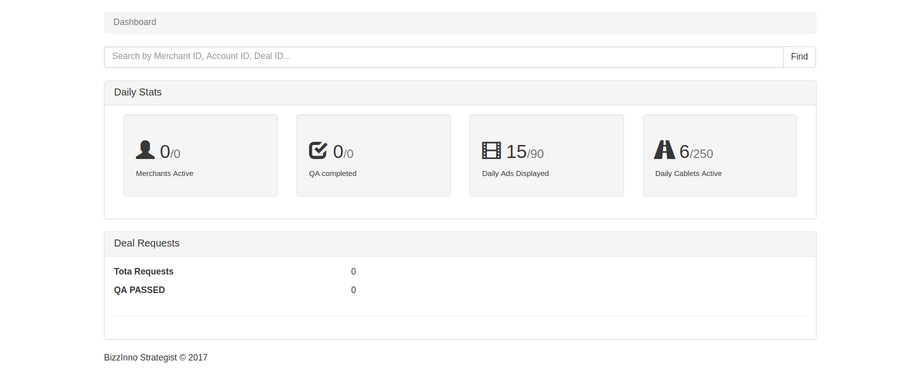 Dashboard
Search by Merchant ID, Account ID, Deal ID... Find
Daily Stats
0/0
Merchants Active
0/0
QA completed
15/90
Daily Ads Displayed
6/250
Daily Cablets Active
Deal Requests
Tota Requests 0
QA PASSED 0
BizzInno Strategist © 2017